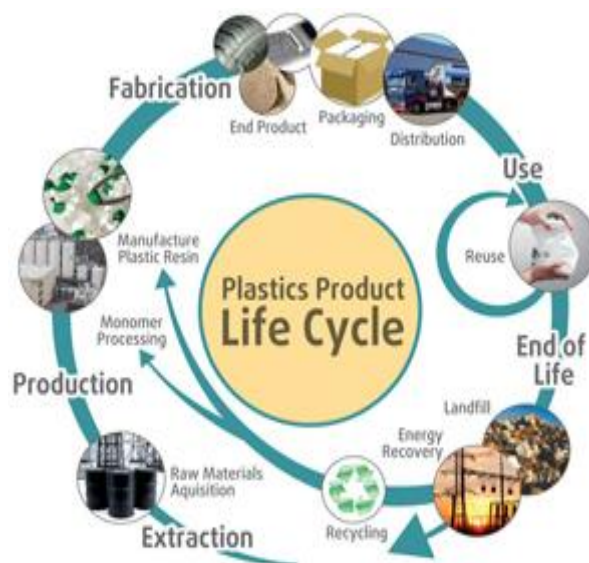 Fabrication
End Product
Packaging
Distribution
Use
Reuse
Manufacture
Plastic Resin
Plastics Product
Life Cycle
Monomer
Processing
End of
Life
Production
Landfill
Energy
Recovery
Raw Materials
Aquisition
Recycling
Extraction